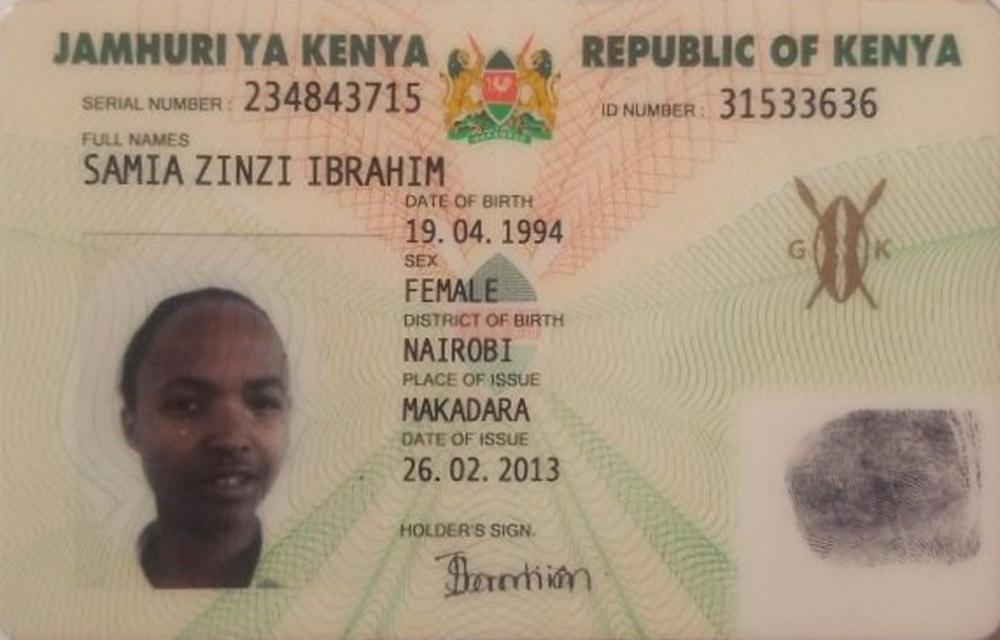 JAMHURI YA KENYA REPUBLIC OF KENYA
SERIAL NUMBER : 234843715 ID NUMBER : 31533636
FULL NAMES
SAMIA ZINZI IBRAHIM
DATE OF BIRTH
19. 04. 1994
SEX
G K
FEMALE
DISTRICT OF BIRTH
NAIROBI
PLACE OF ISSUE
MAKADARA
DATE OF ISSUE
26. 02. 2013
HOLDER'S SIGN.